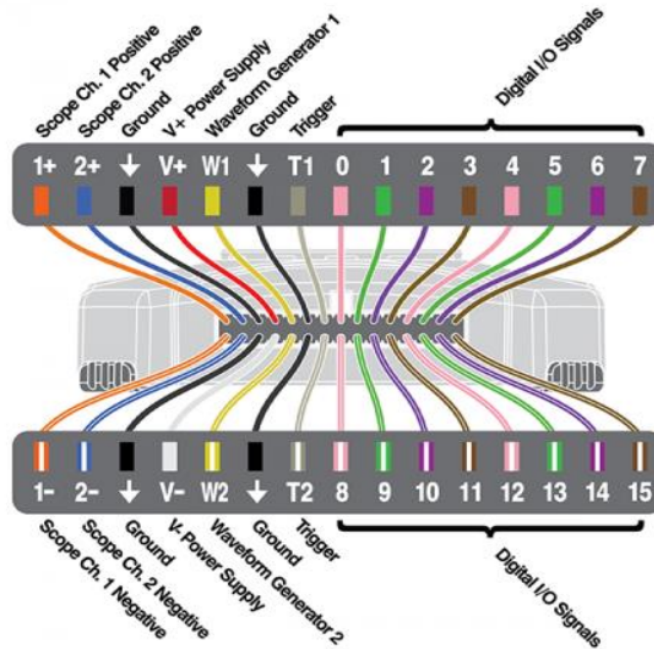 Scope Ch. 1 Positive
Scope Ch. 2 Positive
Ground
V+ Power Supply
Waveform Generator 1
Ground
Trigger
Digital I/O Signals
1+ 2+ ↓ V+ W1 ↓ T1 0 1 2 3 4 5 6 7
1- 2- ↓ V- W2 ↓ T2 8 9 10 11 12 13 14 15
Scope Ch. 1 Negative
Scope Ch. 2 Negative
Ground
V- Power Supply
Waveform Generator 2
Ground
Trigger
Digital I/O Signals